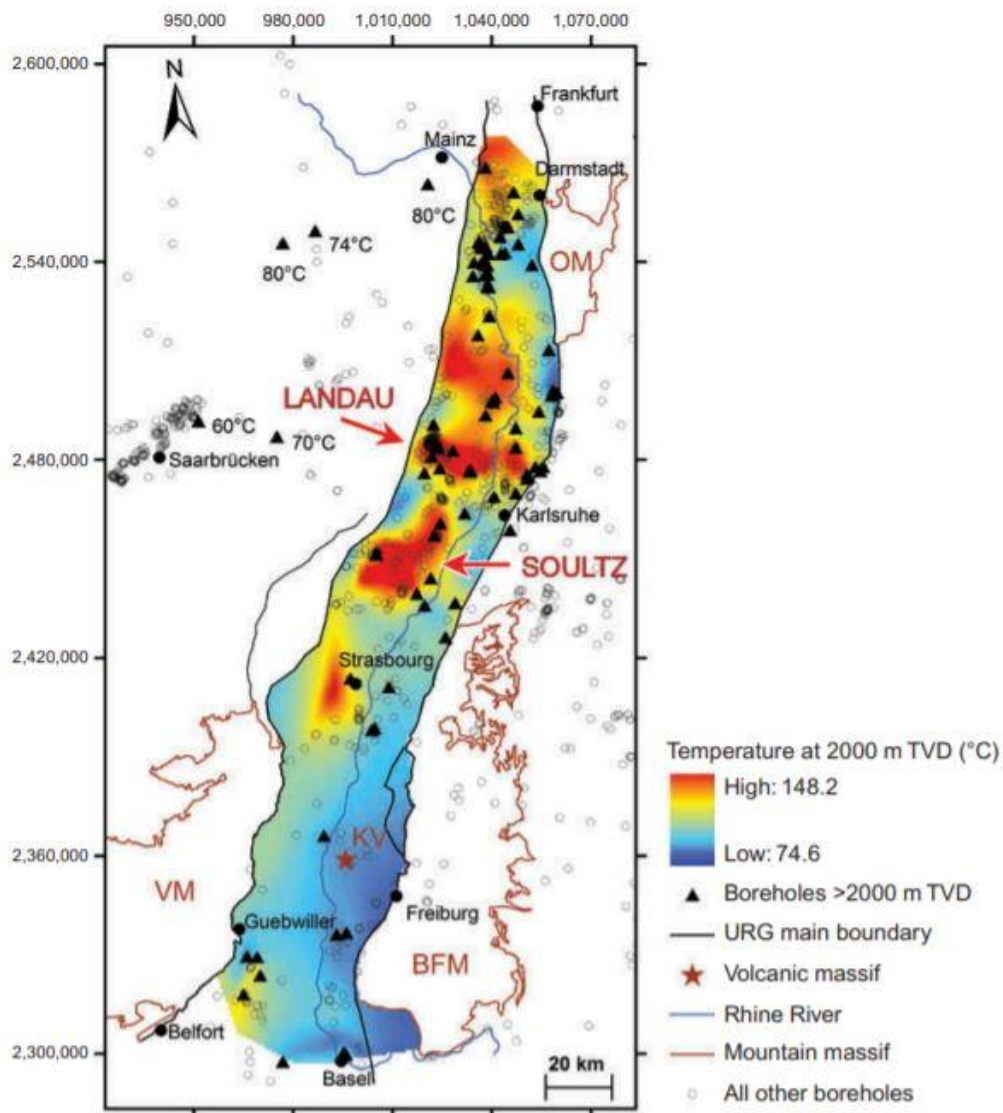 950,000 980,000 1,010,000 1,040,000 1,070,000
2,600,000
N
Frankfurt
Mainz
Darmstadt
80°C
74°C
2,540,000
80°C
OM
LANDAU
60°C
70°C
2,480,000
Saarbrücken
Karlsruhe
SOULTZ
2,420,000
Strasbourg
Temperature at 2000 m TVD (°C)
High: 148.2
Low: 74.6
KV
2,360,000
VM
Boreholes >2000 m TVD
Freiburg
Guebwiller
URG main boundary
BFM
Volcanic massif
Rhine River
Belfort
2,300,000
Mountain massif
20 km
Basel
All other boreholes